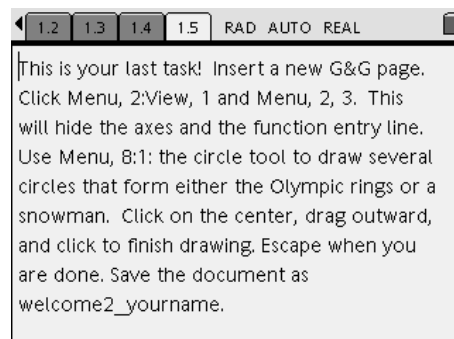 1.2 1.3 1.4 1.5 RAD AUTO REAL
This is your last task! Insert a new G&G page.
Click Menu, 2:View, 1 and Menu, 2, 3. This
will hide the axes and the function entry line.
Use Menu, 8:1: the circle tool to draw several
circles that form either the Olympic rings or a
snowman. Click on the center, drag outward,
and click to finish drawing. Escape when you
are done. Save the document as
welcome2_yourname.